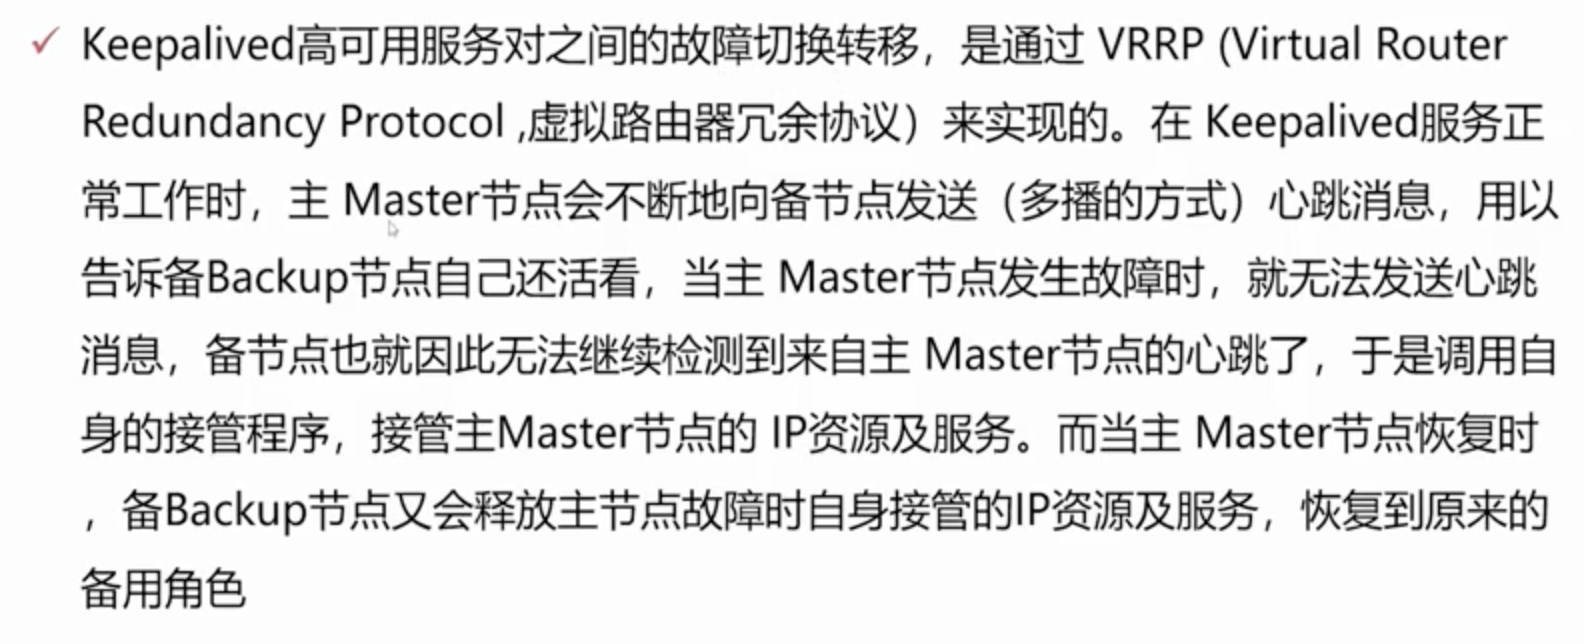 ✓ Keepalived高可用服务对之间的故障切换转移，是通过 VRRP (Virtual Router
Redundancy Protocol ,虚拟路由器冗余协议）来实现的。在 Keepalived服务正
常工作时，主 Master节点会不断地向备节点发送（多播的方式）心跳消息，用以
告诉备Backup节点自己还活看，当主 Master节点发生故障时，就无法发送心跳
消息，备节点也就因此无法继续检测到来自主 Master节点的心跳了，于是调用自
身的接管程序，接管主Master节点的 IP资源及服务。而当主 Master节点恢复时
，备Backup节点又会释放主节点故障时自身接管的IP资源及服务，恢复到原来的
备用角色